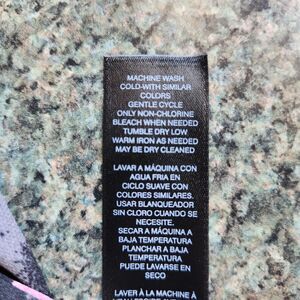 MACHINE WASH
COLD-WITH SIMILAR
COLORS
GENTLE CYCLE
ONLY NON-CHLORINE
BLEACH WHEN NEEDED
TUMBLE DRY LOW
WARM IRON AS NEEDED
MAY BE DRY CLEANED
LAVAR A MÁQUINA CON
AGUA FRIA EN
CICLO SUAVE CON
COLORES SIMILARES.
USAR BLANQUEADOR
SIN CLORO CUANDO SE
NECESITE.
SECAR A MÁQUINA A
BAJA TEMPERATURA
PLANCHAR A BAJA
TEMPERATURA
PUEDE LAVARSE EN
SECO
LAVER À LA MACHINE À